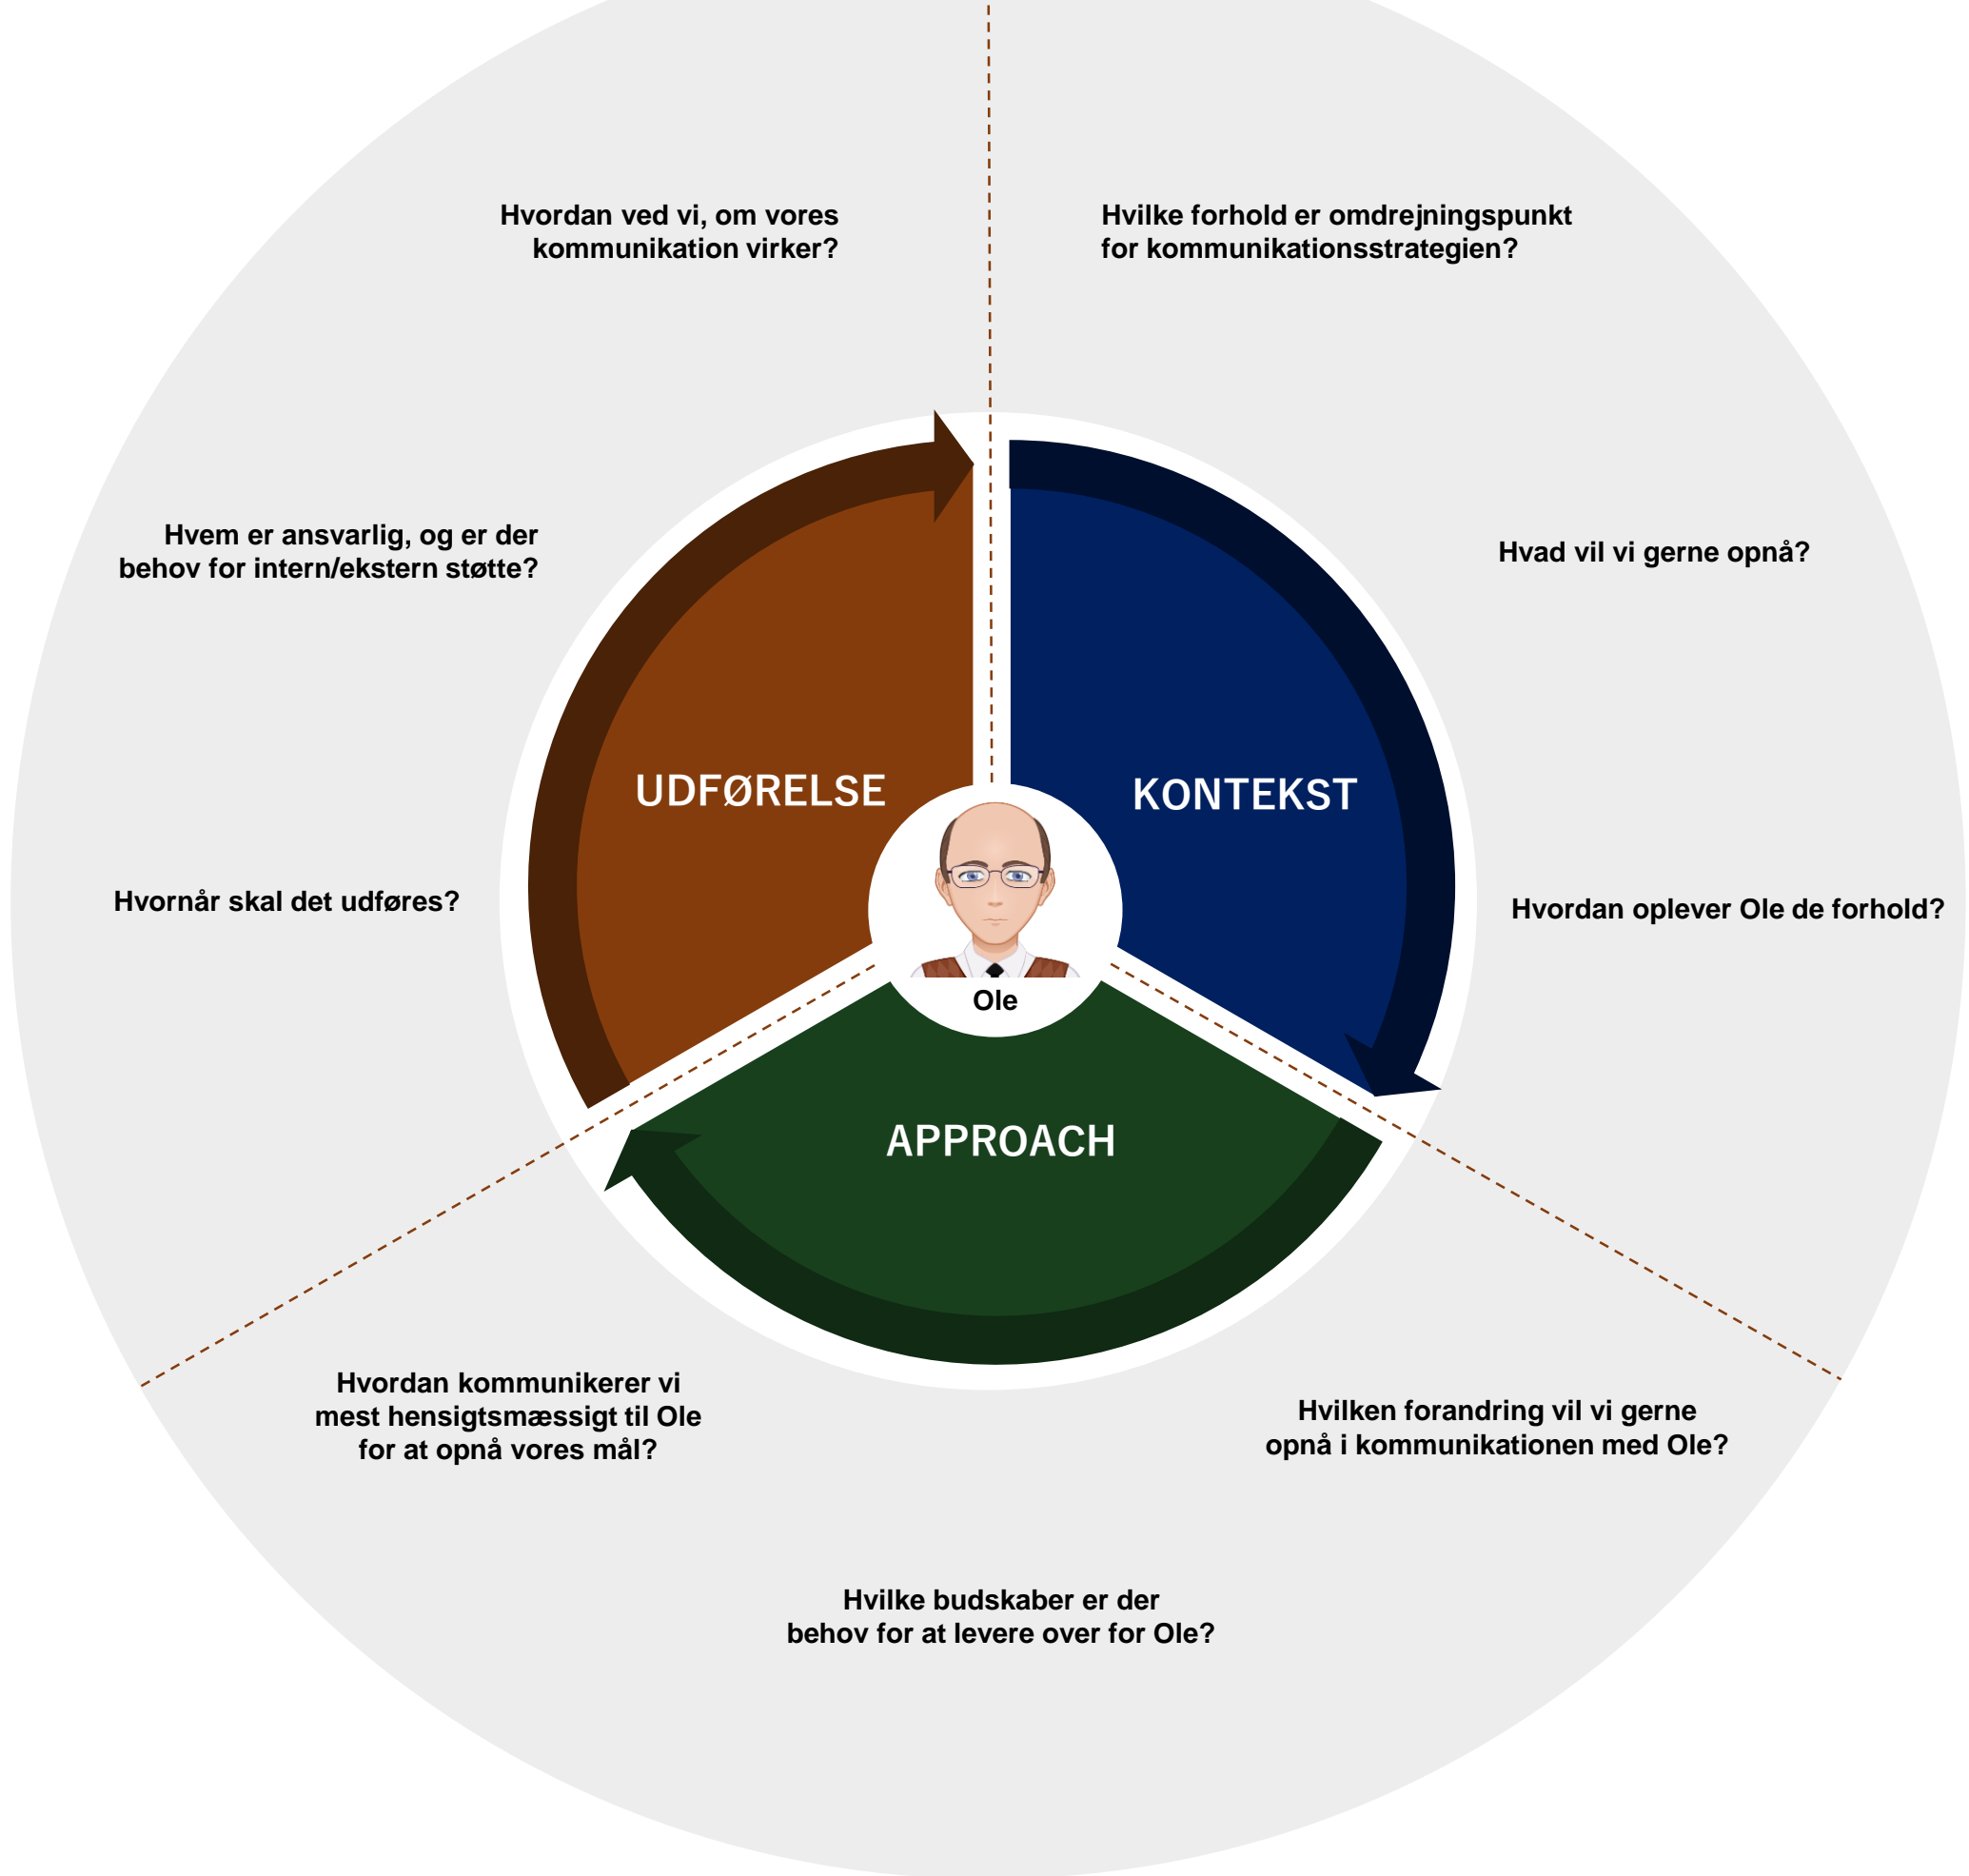 Hvordan ved vi, om vores
kommunikation virker?
Hvilke forhold er omdrejningspunkt
for kommunikationsstrategien?
Hvem er ansvarlig, og er der
behov for intern/ekstern støtte?
Hvad vil vi gerne opnå?
UDFØRELSE
KONTEKST
Hvornår skal det udføres?
Hvordan oplever Ole de forhold?
Ole
APPROACH
Hvordan kommunikerer vi
mest hensigtsmæssigt til Ole
for at opnå vores mål?
Hvilken forandring vil vi gerne
opnå i kommunikationen med Ole?
Hvilke budskaber er der
behov for at levere over for Ole?